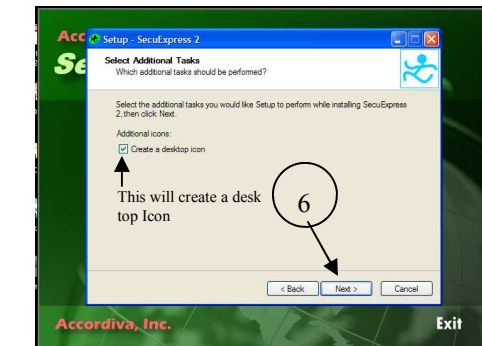 Acc
Setup - SecuExpress 2
Se
Select Additional Tasks
Which additional tasks should be performed?
Select the additional tasks you would like Setup to perform while installing SecuExpress
2, then click Next.
Additional icons:
Create a desktop icon
This will create a desk
top Icon
6
< Back
Next >
Cancel
Accordiva, Inc.
Exit